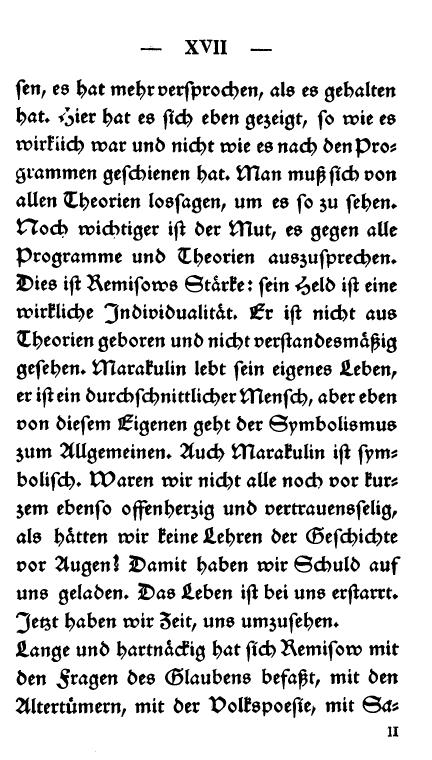 — XVII —
sen, es hat mehr versprochen, als es gehalten
hat. Hier hat es sich eben gezeigt, so wie es
wirklich war und nicht wie es nach den Pro-
grammen geschienen hat. Man muß sich von
allen Theorien lossagen, um es so zu sehen.
Noch wichtiger ist der Mut, es gegen alle
Programme und Theorien auszusprechen.
Dies ist Remisows Stärke: sein Held ist eine
wirkliche Individualität. Er ist nicht aus
Theorien geboren und nicht verstandesmäßig
gesehen. Marakulin lebt sein eigenes Leben,
er ist ein durchschnittlicher Mensch, aber eben
von diesem Eigenen geht der Symbolismus
zum Allgemeinen. Auch Marakulin ist sym-
bolisch. Waren wir nicht alle noch vor kur-
zem ebenso offenherzig und vertrauensselig,
als hätten wir keine Lehren der Geschichte
vor Augen? Damit haben wir Schuld auf
uns geladen. Das Leben ist bei uns erstarrt.
Jetzt haben wir Zeit, uns umzusehen.
Lange und hartnäckig hat sich Remisow mit
den Fragen des Glaubens befaßt, mit den
Altertümern, mit der Volkspoesie, mit Sa-
II